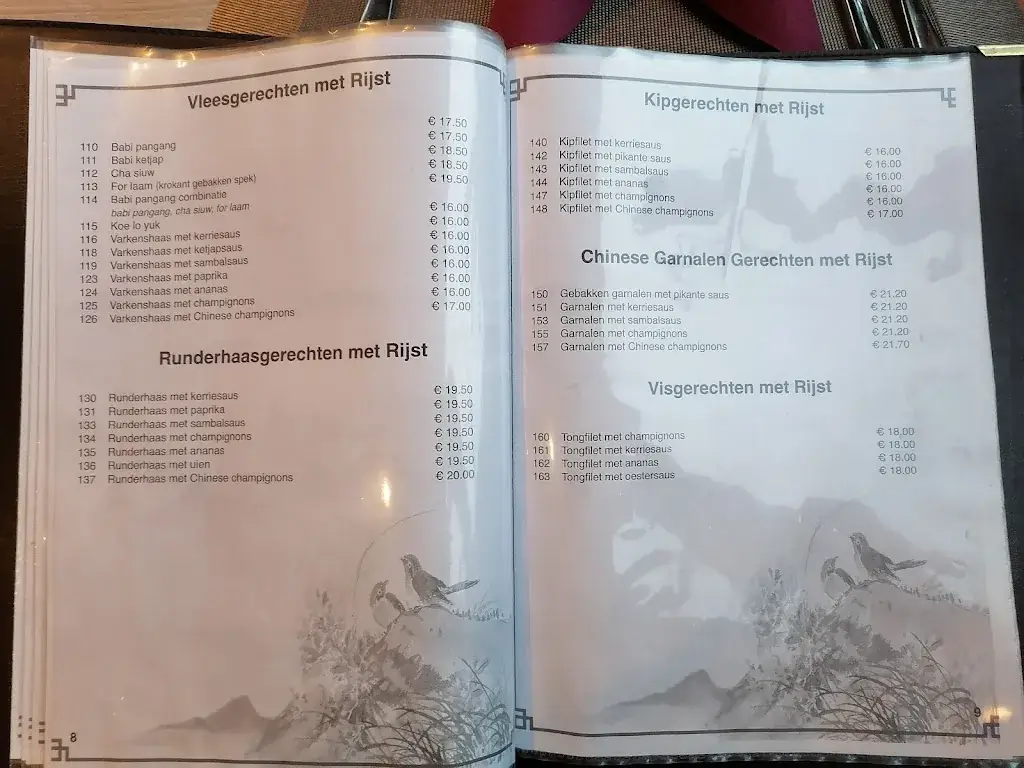 Vleesgerechten met Rijst
110 Babi pangang € 17.50
111 Babi ketjap € 17.50
112 Cha siuw € 18.50
113 For laam (krokant gebakken spek) € 18.50
114 Babi pangang combinatie € 19.50
babi pangang, cha siuw, for laam
115 Koe lo yuk € 16.00
116 Varkenshaas met kerriesaus € 16.00
118 Varkenshaas met ketjapsaus € 16.00
119 Varkenshaas met sambalsaus € 16.00
123 Varkenshaas met paprika € 16.00
124 Varkenshaas met ananas € 16.00
125 Varkenshaas met champignons € 16.00
126 Varkenshaas met Chinese champignons € 17.00
Runderhaasgerechten met Rijst
130 Runderhaas met kerriesaus € 19.50
131 Runderhaas met paprika € 19.50
133 Runderhaas met sambalsaus € 19.50
134 Runderhaas met champignons € 19.50
135 Runderhaas met ananas € 19.50
136 Runderhaas met uien € 19.50
137 Runderhaas met Chinese champignons € 20.00
8
Kipgerechten met Rijst
140 Kipfilet met kerriesaus € 16.00
142 Kipfilet met pikante saus € 16.00
143 Kipfilet met sambalsaus € 16.00
144 Kipfilet met ananas € 16.00
147 Kipfilet met champignons € 16.00
148 Kipfilet met Chinese champignons € 17.00
Chinese Garnalen Gerechten met Rijst
150 Gebakken garnalen met pikante saus € 21.20
151 Garnalen met kerriesaus € 21.20
153 Garnalen met sambalsaus € 21.20
155 Garnalen met champignons € 21.20
157 Garnalen met Chinese champignons € 21.70
Visgerechten met Rijst
160 Tongfilet met champignons € 18.00
161 Tongfilet met kerriesaus € 18.00
162 Tongfilet met ananas € 18.00
163 Tongfilet met oestersaus € 18.00
9